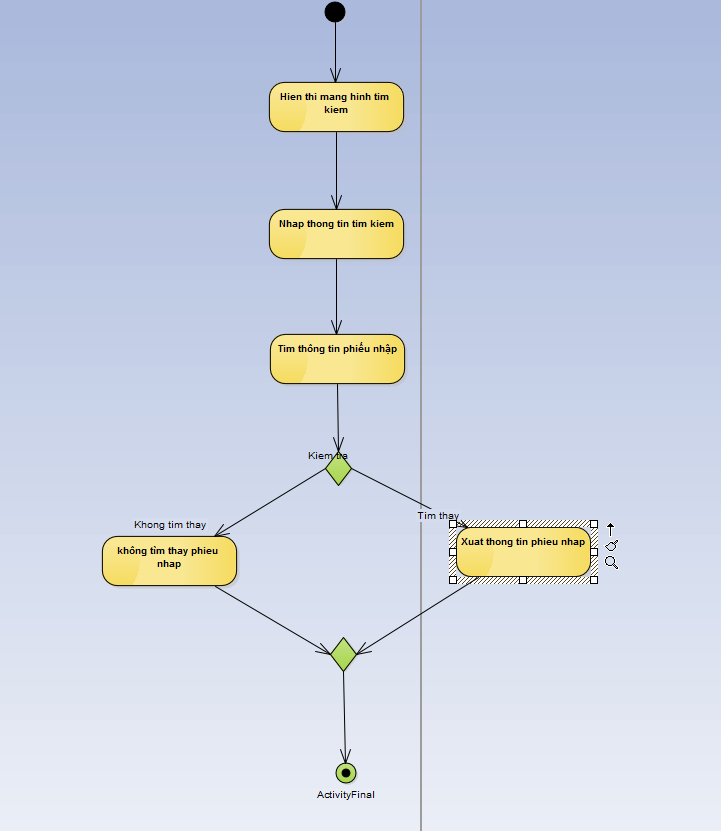 Hien thi mang hinh tim
kiem
Nhap thong tin tim kiem
Tìm thông tin phiếu nhập
Kiem tra
Khong tim thay
Tim thay
không tìm thay phieu
nhap
Xuat thong tin phieu nhap
ActivityFinal